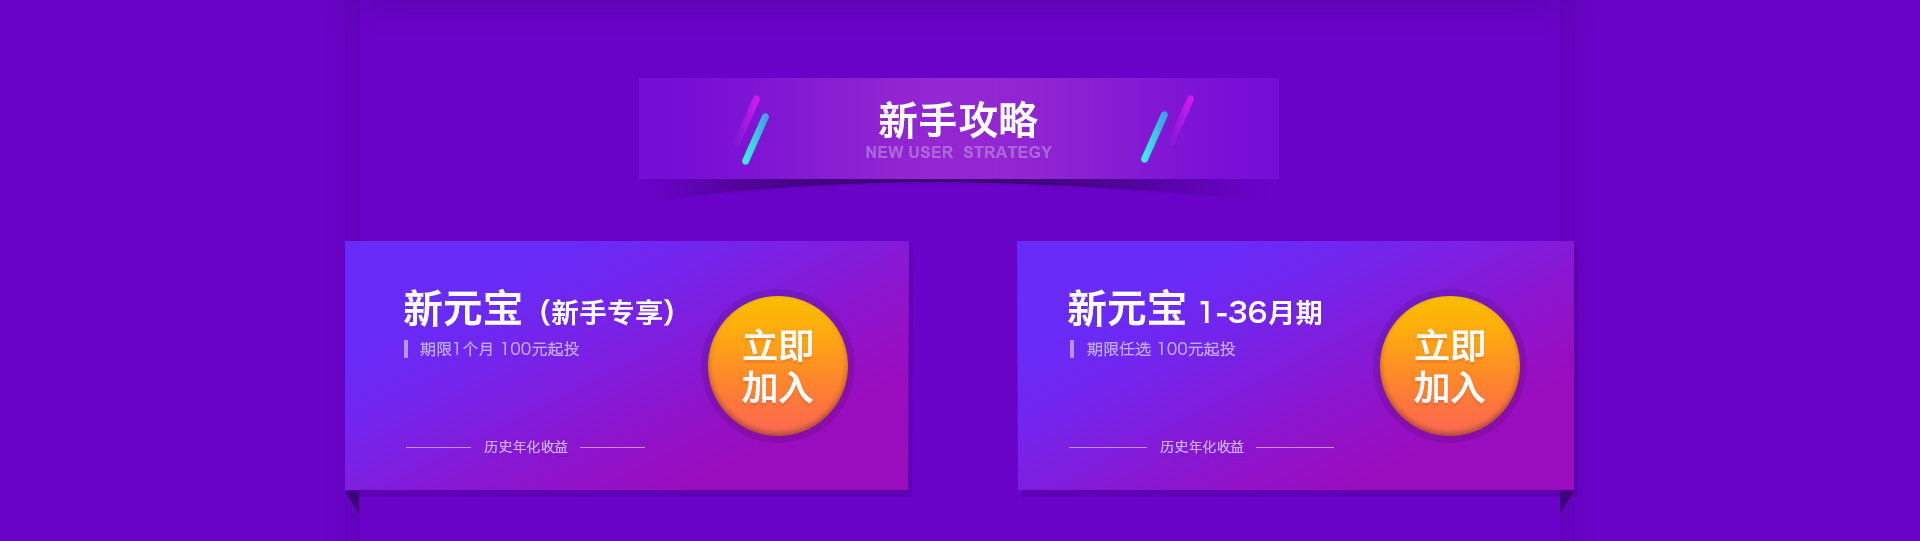 新手攻略
NEW USER STRATEGY
新元宝（新手专享）
期限1个月 100元起投
立即
加入
历史年化收益
新元宝 1-36月期
期限任选 100元起投
立即
加入
历史年化收益